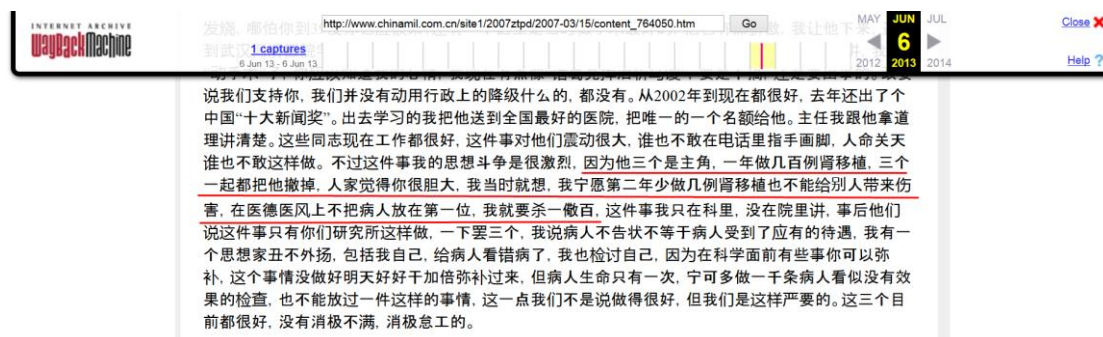 INTERNET ARCHIVE
WayBackMachine
http://www.chinamil.com.cn/site1/2007ztpd/2007-03/15/content_764050.htm
Go
1 captures
6 Jun 13 - 6 Jun 13
MAY JUN JUL
6
2012 2013 2014
Close
Help ?
说我们支持你, 我们并没有动用行政上的降级什么的, 都没有。从2002年到现在都很好, 去年还出了个
中国“十大新闻奖”。出去学习的我把他送到全国最好的医院, 把唯一的一个名额给他。主任我跟他拿道
理讲清楚。这些同志现在工作都很好, 这件事对他们震动很大, 谁也不敢在电话里指手画脚, 人命关天
谁也不敢这样做。不过这件事我的思想斗争是很激烈, 因为他三个是主角, 一年做几百例肾移植, 三个
一起都把他撤掉, 人家觉得你很胆大, 我当时就想, 我宁愿第二年少做几例肾移植也不能给别人带来伤
害, 在医德医风上不把病人放在第一位, 我就要杀一儆百, 这件事我只在科里, 没在院里讲, 事后他们
说这件事只有你们研究所这样做, 一下罢三个, 我说病人不告状不等于病人受到了应有的待遇, 我有一
个思想家丑不外扬, 包括我自己, 给病人看错病了, 我也检讨自己, 因为在科学面前有些事你可以弥
补, 这个事情没做好明天好好干加倍弥补过来, 但病人生命只有一次, 宁可多做一千条病人看似没有效
果的检查, 也不能放过一件这样的事情, 这一点我们不是说做得很好, 但我们是这样严要的。这三个目
前都很好, 没有消极不满, 消极怠工的。